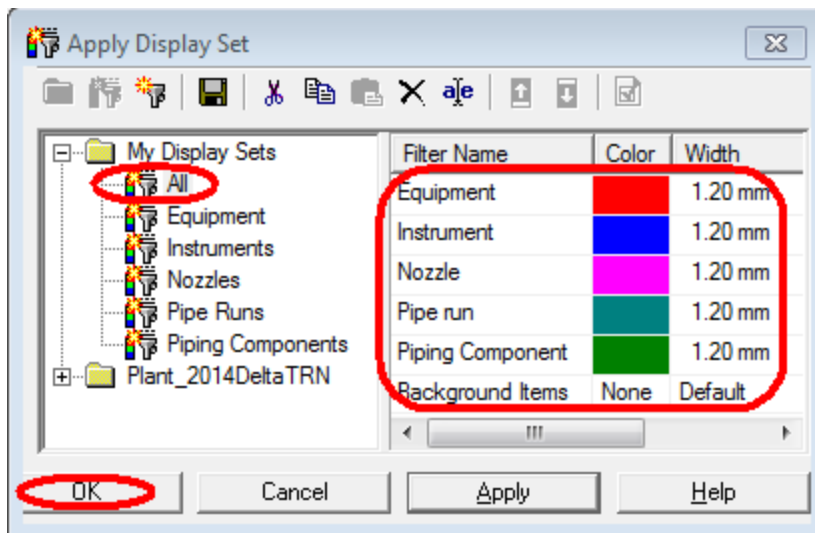 Apply Display Set
My Display Sets
All
Equipment
Instruments
Nozzles
Pipe Runs
Piping Components
Plant_2014DeltaTRN
Filter Name Color Width
Equipment 1.20 mm
Instrument 1.20 mm
Nozzle 1.20 mm
Pipe run 1.20 mm
Piping Component 1.20 mm
Background Items None Default
OK Cancel Apply Help